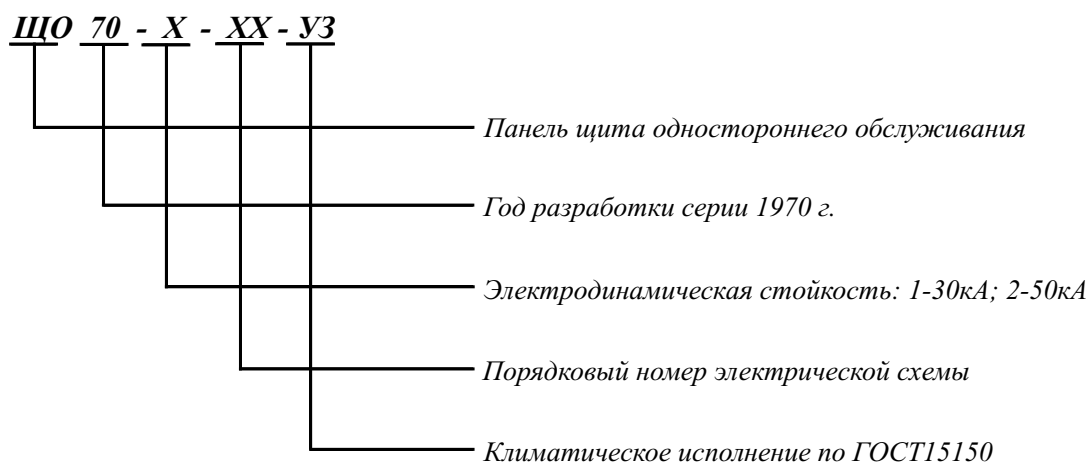 ЩО 70 - Х - ХХ - УЗ
Панель щита одностороннего обслуживания
Год разработки серии 1970 г.
Электродинамическая стойкость: 1-30кА; 2-50кА
Порядковый номер электрической схемы
Климатическое исполнение по ГОСТ15150